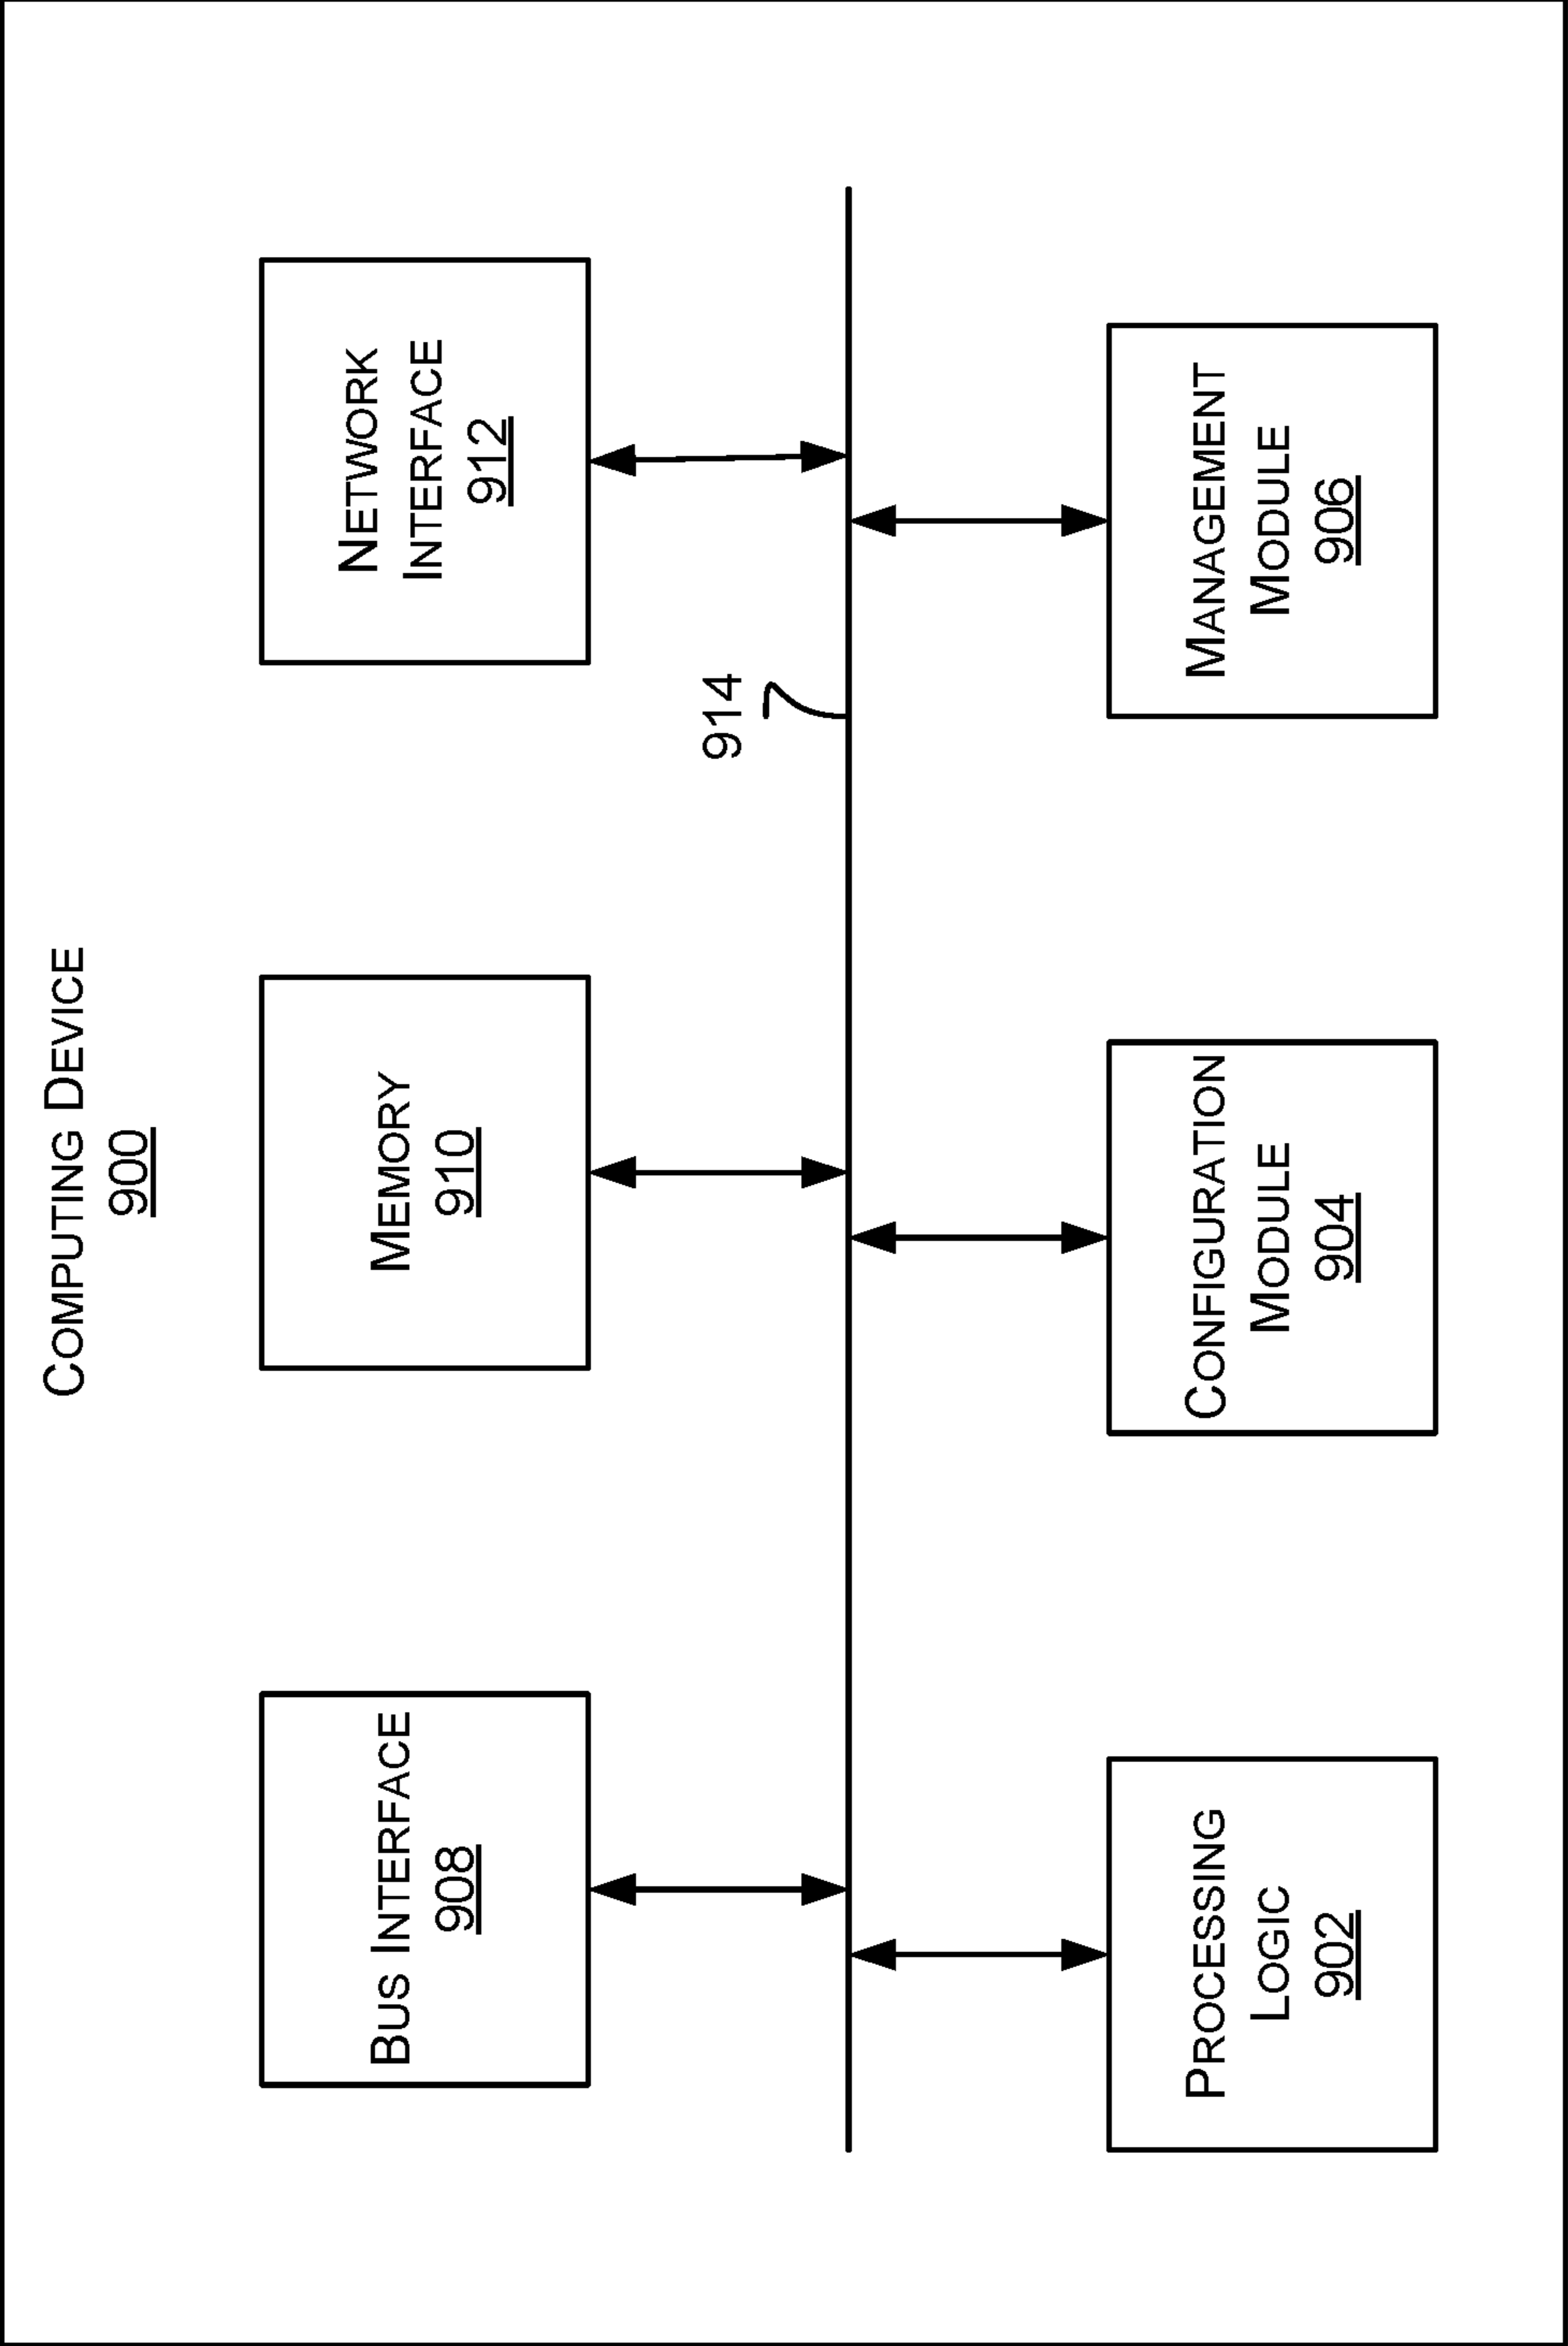 COMPUTING DEVICE
900
BUS INTERFACE
908
MEMORY
910
NETWORK
INTERFACE
912
914
PROCESSING
LOGIC
902
CONFIGURATION
MODULE
904
MANAGEMENT
MODULE
906